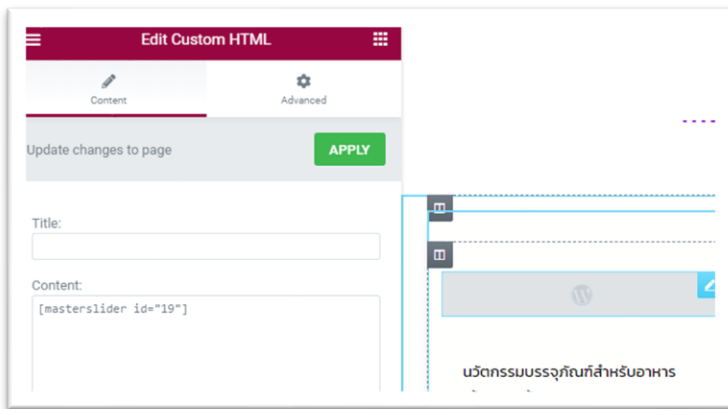 Edit Custom HTML
Content
Advanced
Update changes to page
APPLY
Title:
Content:
[masterslider id="19"]
นวัตกรรมบรรจุภัณฑ์สำหรับอาหาร